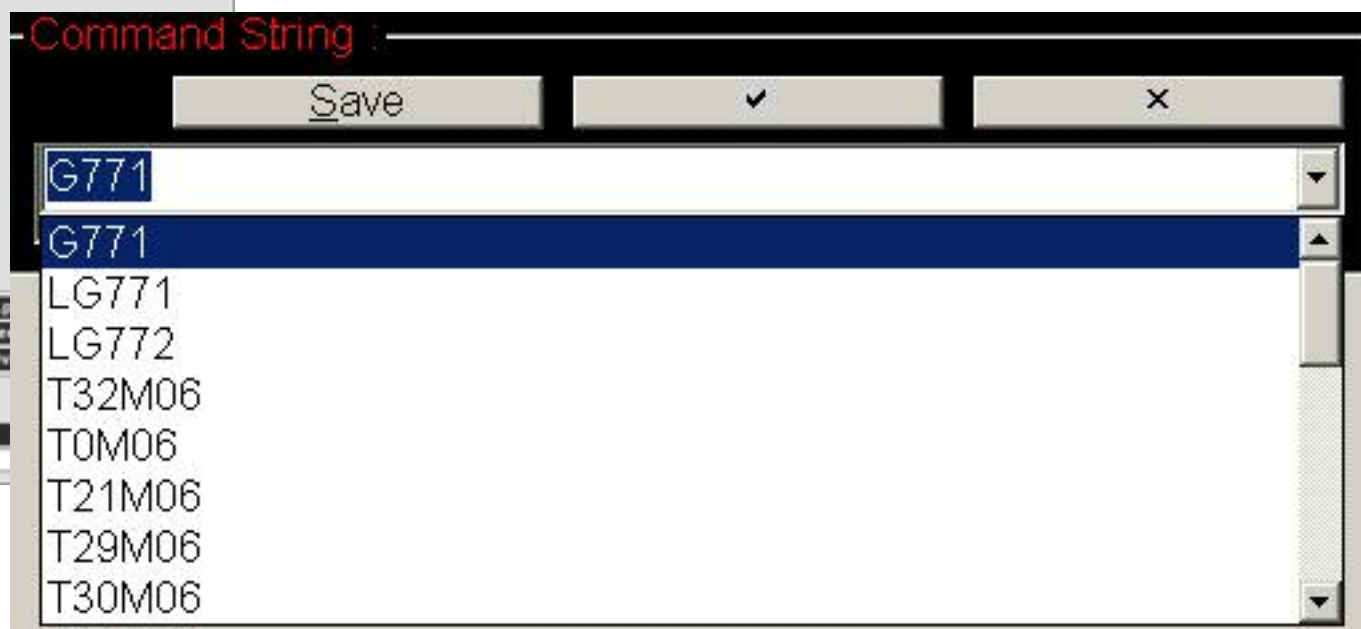 Command String :
Save
G771
G771
LG771
LG772
T32M06
T0M06
T21M06
T29M06
T30M06